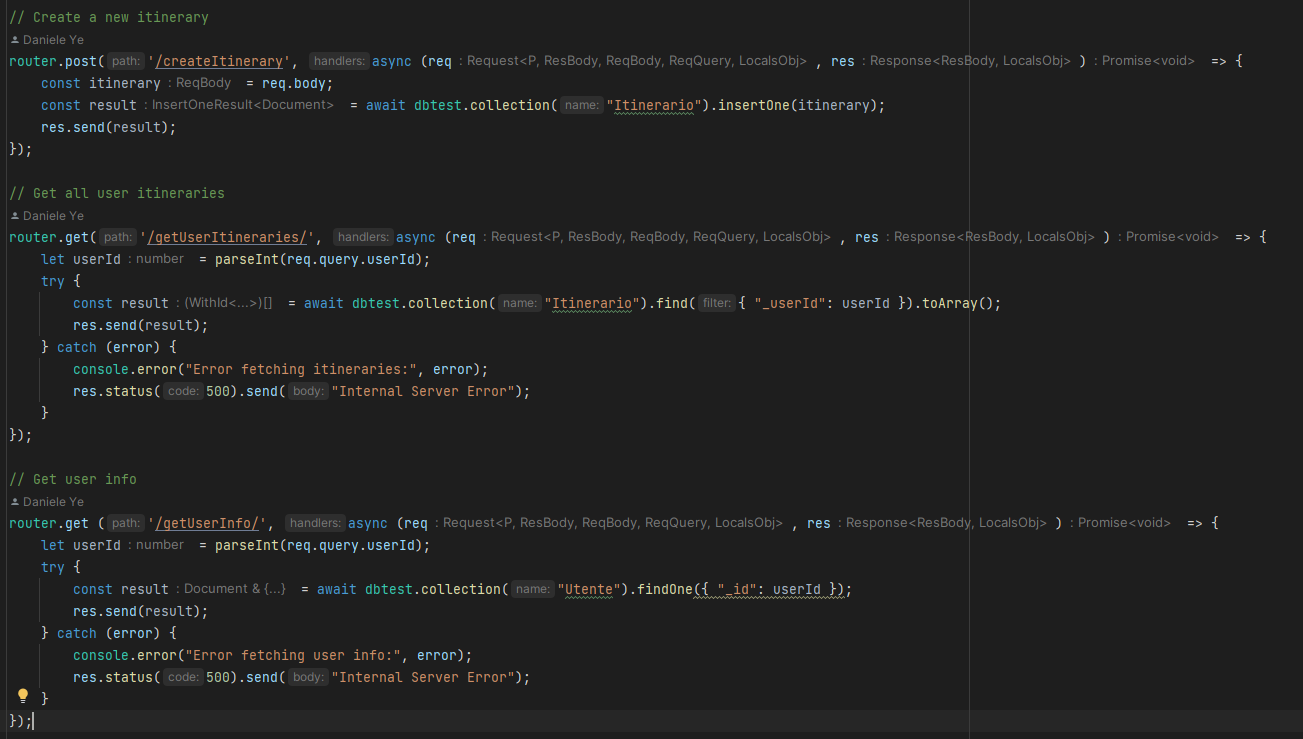 // Create a new itinerary
Daniele Ye
router.post( path: '/createItinerary', handlers: async (req : Request<P, ResBody, ReqBody, ReqQuery, LocalsObj> , res : Response<ResBody, LocalsObj> ) : Promise<void> => {
    const itinerary : ReqBody = req.body;
    const result : InsertOneResult<Document> = await dbtest.collection( name: "Itinerario").insertOne(itinerary);
    res.send(result);
});
// Get all user itineraries
Daniele Ye
router.get( path: '/getUserItineraries/', handlers: async (req : Request<P, ResBody, ReqBody, ReqQuery, LocalsObj> , res : Response<ResBody, LocalsObj> ) : Promise<void> => {
    let userId : number = parseInt(req.query.userId);
    try {
        const result : (WithId<...>)[] = await dbtest.collection( name: "Itinerario").find( filter: { "_userId": userId }).toArray();
        res.send(result);
    } catch (error) {
        console.error("Error fetching itineraries:", error);
        res.status( code: 500).send( body: "Internal Server Error");
    }
});
// Get user info
Daniele Ye
router.get ( path: '/getUserInfo/', handlers: async (req : Request<P, ResBody, ReqBody, ReqQuery, LocalsObj> , res : Response<ResBody, LocalsObj> ) : Promise<void> => {
    let userId : number = parseInt(req.query.userId);
    try {
        const result : Document & {...} = await dbtest.collection( name: "Utente").findOne({ "_id": userId });
        res.send(result);
    } catch (error) {
        console.error("Error fetching user info:", error);
        res.status( code: 500).send( body: "Internal Server Error");
    }
});